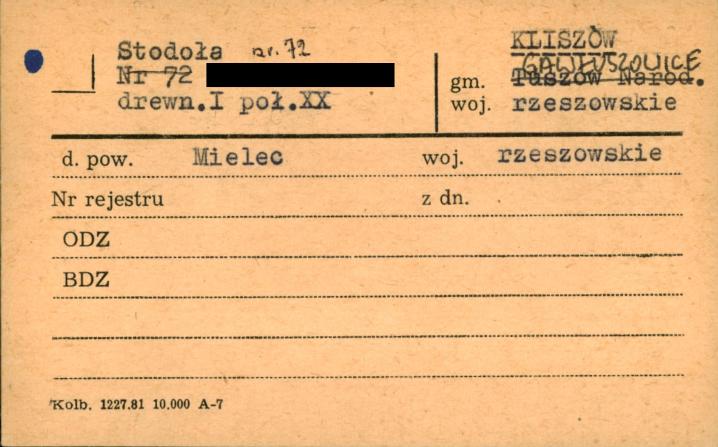 Stodoła nr. 72
Nr 72
drewn.I poł.XX
KLISZÓW
GAWŁUSZOWICE
gm. Tuszów Narod.
woj. rzeszowskie
d. pow. Mielec woj. rzeszowskie
Nr rejestru z dn.
ODZ
BDZ
Kolb. 1227.81 10.000 A-7